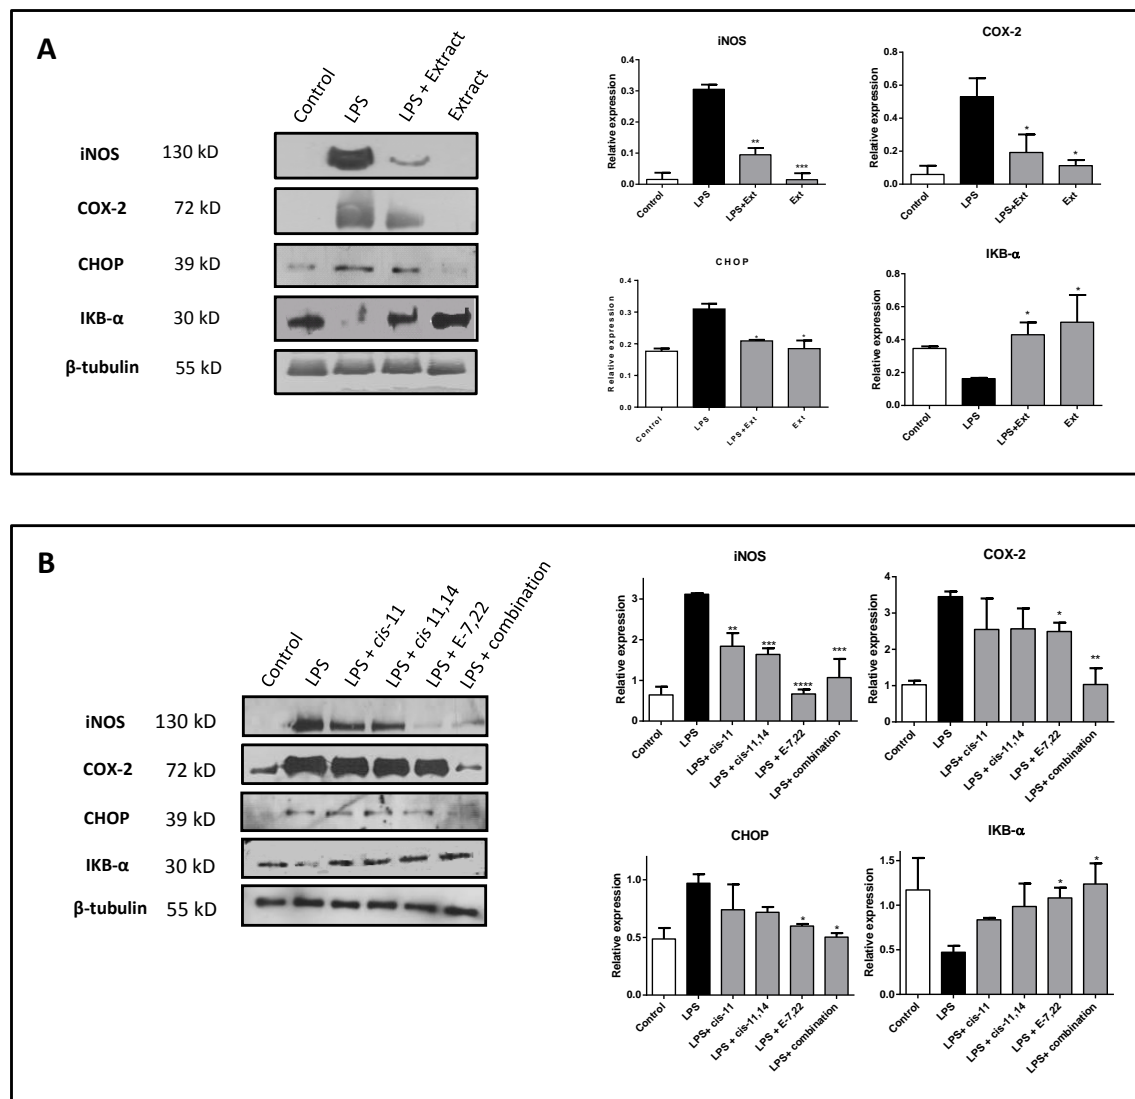 A
Control
LPS
LPS + Extract
Extract
iNOS 130 kD
COX-2 72 kD
CHOP 39 kD
IKB-α 30 kD
β-tubulin 55 kD
iNOS
Relative expression
0.4
0.3
0.2
0.1
0.0
** ***
Control
LPS
LPS+Ext
Ext
COX-2
Relative expression
0.8
0.6
0.4
0.2
0.0
* *
Control
LPS
LPS+Ext
Ext
CHOP
Relative expression
0.4
0.3
0.2
0.1
0.0
* *
Control
LPS
LPS+Ext
Ext
IKB-α
Relative expression
0.8
0.6
0.4
0.2
0.0
* *
Control
LPS
LPS+Ext
Ext
B
Control
LPS
LPS + cis-11
LPS + cis 11,14
LPS + E-7,22
LPS + combination
iNOS 130 kD
COX-2 72 kD
CHOP 39 kD
IKB-α 30 kD
β-tubulin 55 kD
iNOS
Relative expression
3
2
1
0
** *** **** ***
Control
LPS
LPS+ cis-11
LPS + cis-11,14
LPS + E-7,22
LPS+ combination
COX-2
Relative expression
4
3
2
1
0
* **
Control
LPS
LPS+ cis-11
LPS + cis-11,14
LPS + E-7,22
LPS+ combination
CHOP
Relative expression
1.0
0.5
0.0
* *
Control
LPS
LPS+ cis-11
LPS + cis-11,14
LPS + E-7,22
LPS+ combination
IKB-α
Relative expression
1.5
1.0
0.5
0.0
* *
Control
LPS
LPS+ cis-11
LPS + cis-11,14
LPS + E-7,22
LPS+ combination